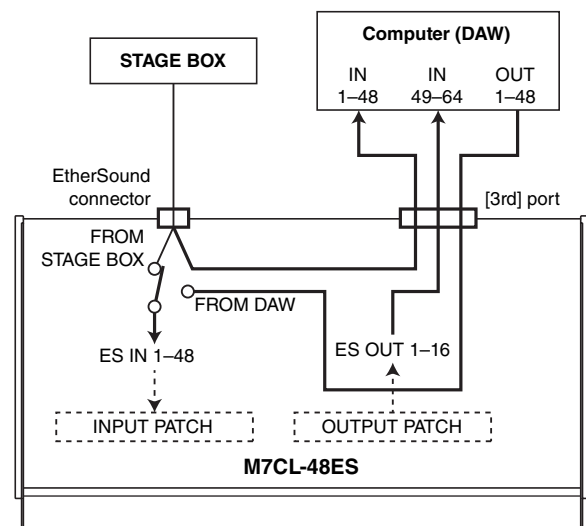 Computer (DAW)
STAGE BOX
IN
1–48
IN
49–64
OUT
1–48
EtherSound
connector
[3rd] port
FROM
STAGE BOX
FROM DAW
ES IN 1–48
ES OUT 1–16
INPUT PATCH
OUTPUT PATCH
M7CL-48ES